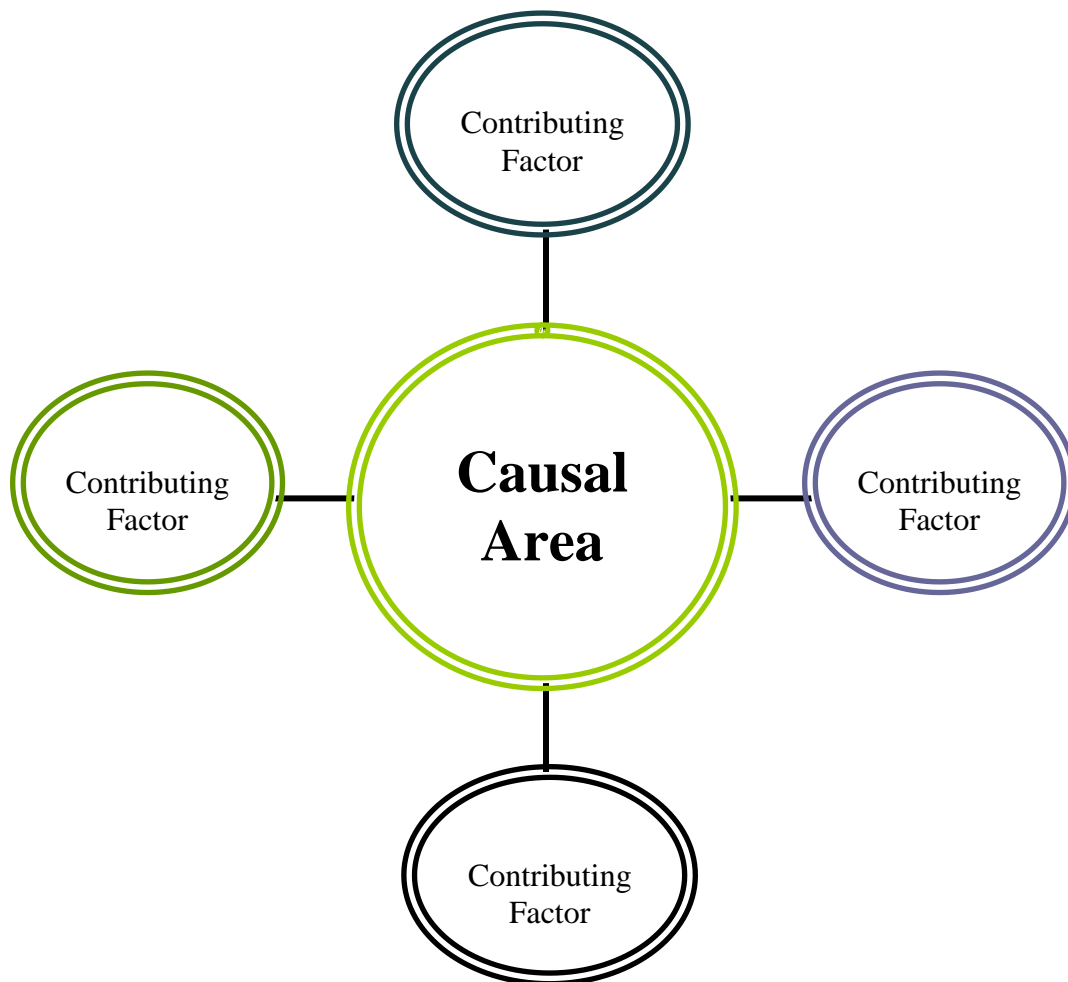 Contributing
Factor
Contributing
Factor
Causal
Area
Contributing
Factor
Contributing
Factor